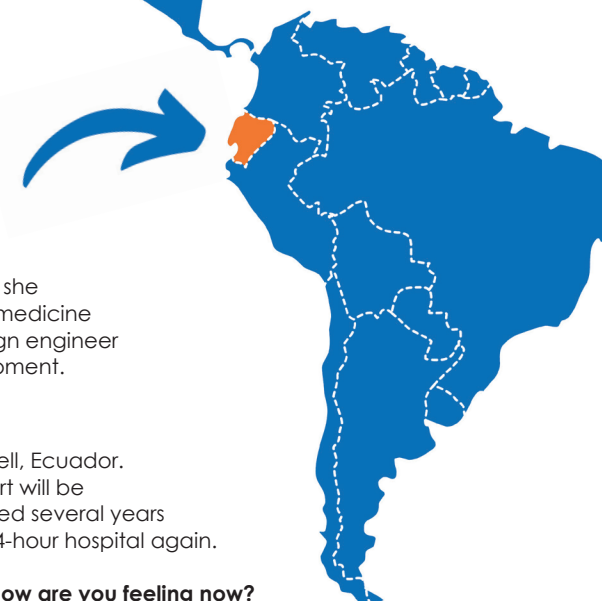 she
medicine
gn engineer
pment.
ell, Ecuador.
rt will be
ed several years
4-hour hospital again.
ow are you feeling now?